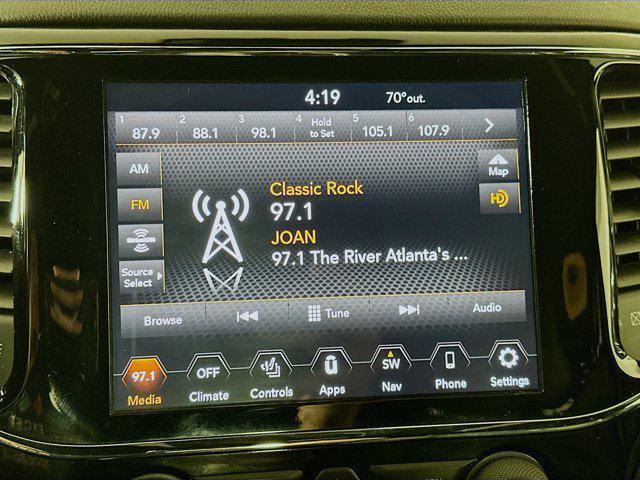 4:19 70°out.
1 2 3 4 5 6
87.9 88.1 98.1 Hold to Set 105.1 107.9
AM
Map
Classic Rock
FM
97.1
HD
JOAN
97.1 The River Atlanta's ...
Source Select
Browse Tune Audio
97.1 OFF SW
Media Climate Controls Apps Nav Phone Settings